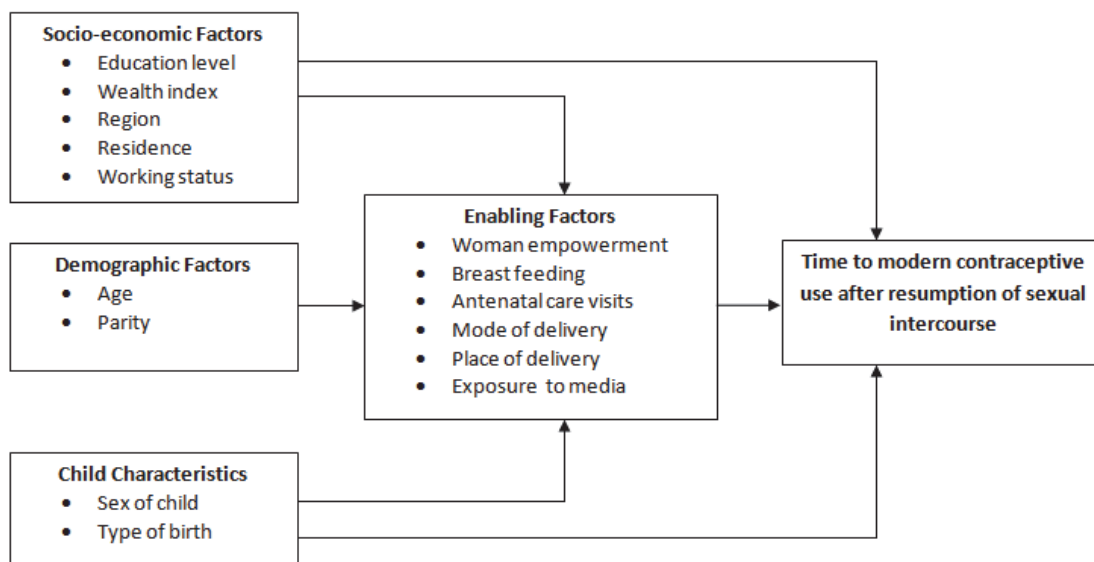 Socio-economic Factors
• Education level
• Wealth index
• Region
• Residence
• Working status
Demographic Factors
• Age
• Parity
Child Characteristics
• Sex of child
• Type of birth
Enabling Factors
• Woman empowerment
• Breast feeding
• Antenatal care visits
• Mode of delivery
• Place of delivery
• Exposure to media
Time to modern contraceptive
use after resumption of sexual
intercourse